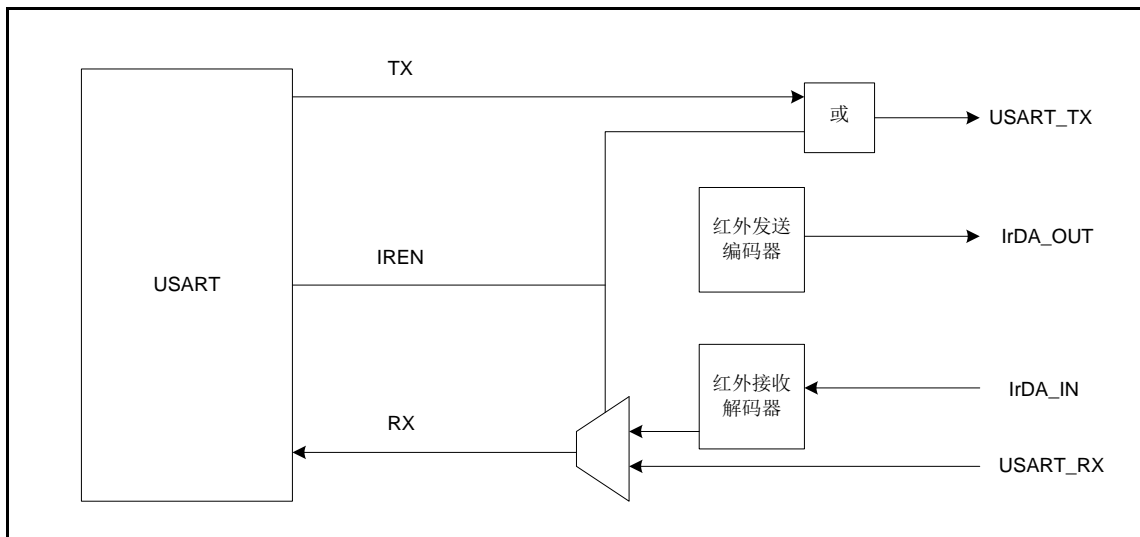 TX
或
USART_TX
红外发送
编码器
IrDA_OUT
IREN
USART
红外接收
解码器
IrDA_IN
RX
USART_RX